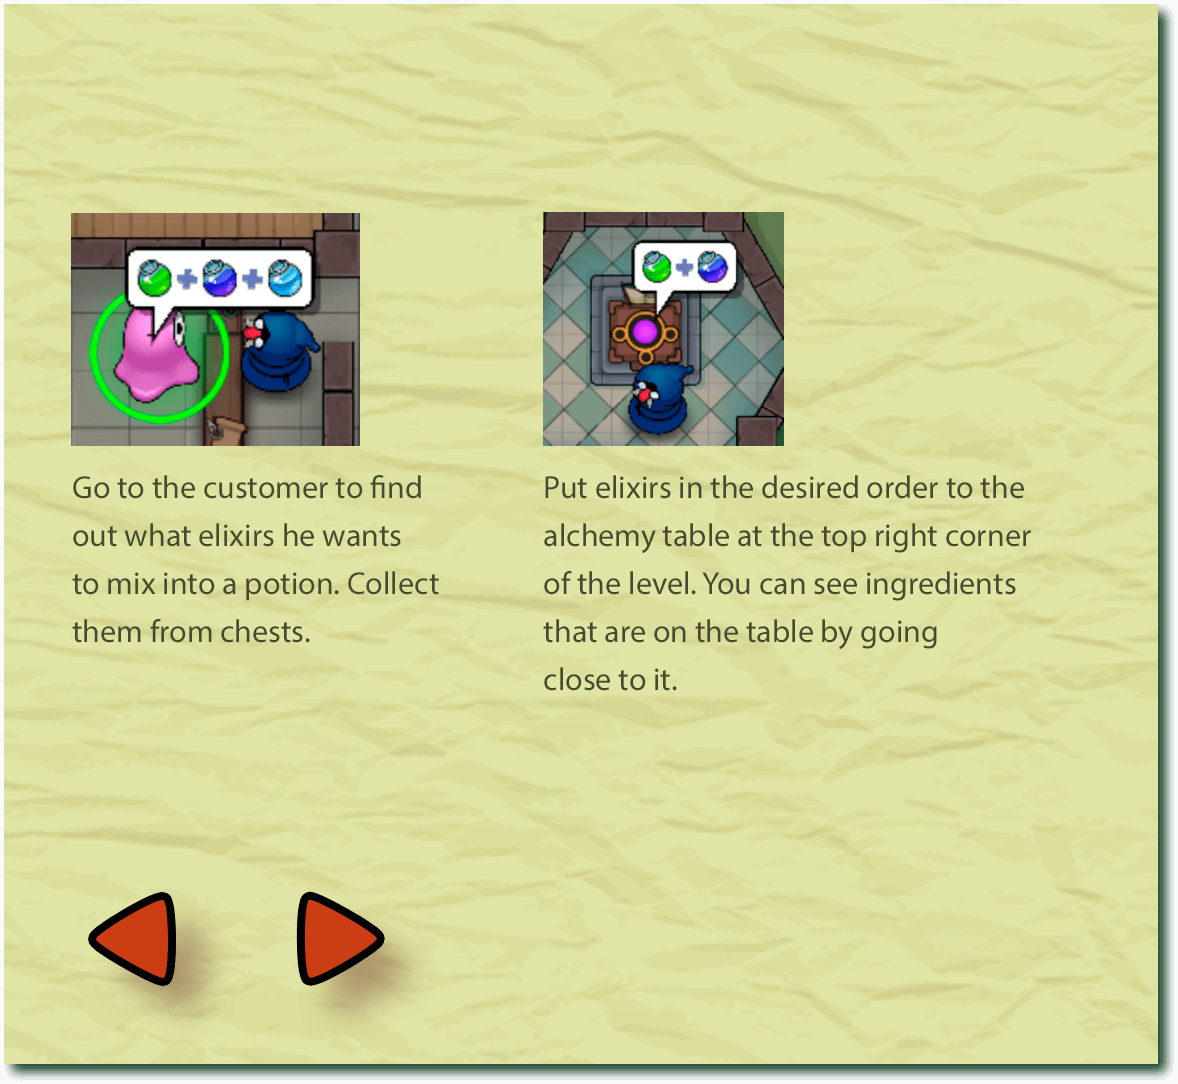 Go to the customer to find
out what elixirs he wants
to mix into a potion. Collect
them from chests.
Put elixirs in the desired order to the
alchemy table at the top right corner
of the level. You can see ingredients
that are on the table by going
close to it.